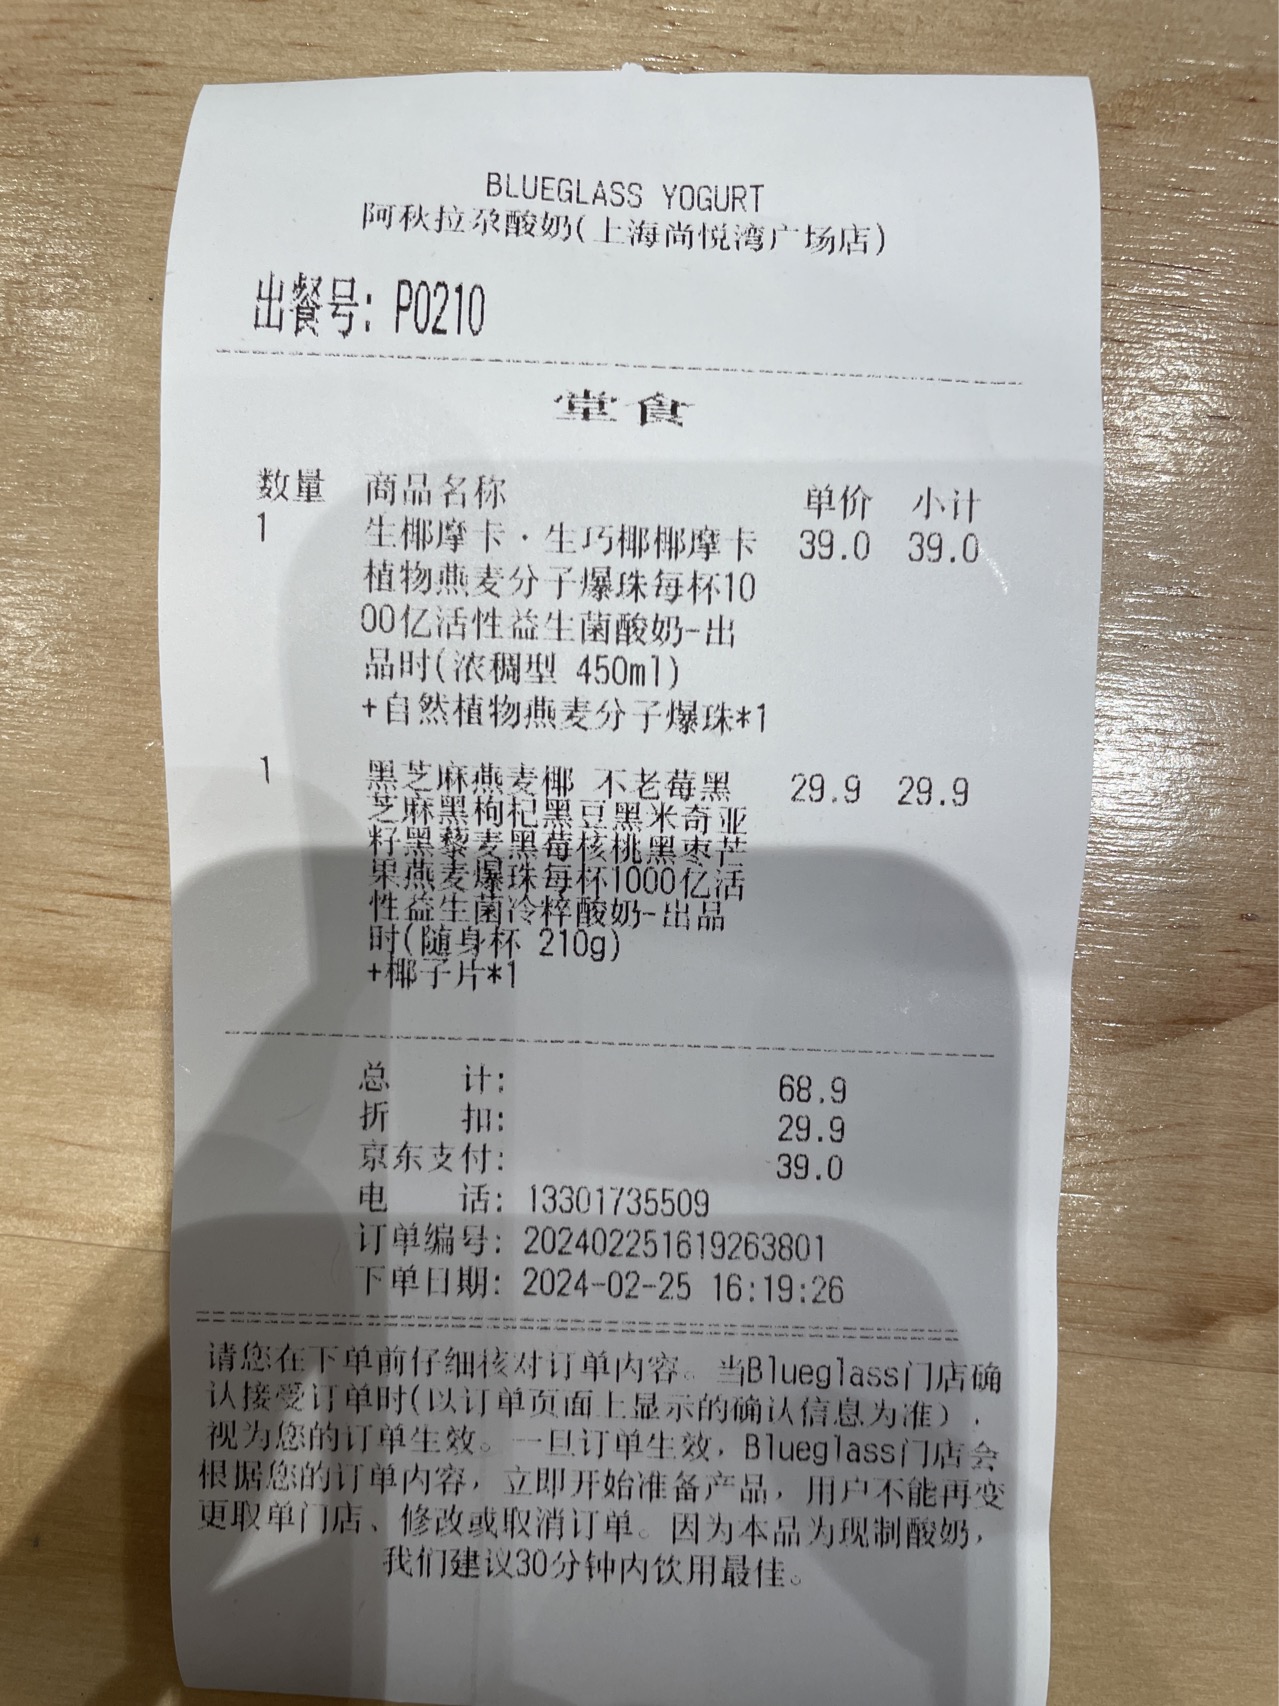 BLUEGLASS YOGURT
阿秋拉尕酸奶(上海尚悦湾广场店)
出餐号: P0210
堂食
数量 商品名称 单价 小计
1 生椰摩卡·生巧椰椰摩卡 39.0 39.0
植物燕麦分子爆珠每杯10
00亿活性益生菌酸奶-出
品时(浓稠型 450ml)
+自然植物燕麦分子爆珠*1
1 黑芝麻燕麦椰 不老莓黑 29.9 29.9
芝麻黑枸杞黑豆黑米奇亚
籽黑藜麦黑莓核桃黑枣芒
果燕麦爆珠每杯1000亿活
性益生菌冷粹酸奶-出品
时(随身杯 210g)
+椰子片*1
总计: 68.9
折扣: 29.9
京东支付: 39.0
电话: 13301735509
订单编号: 202402251619263801
下单日期: 2024-02-25 16:19:26
请您在下单前仔细核对订单内容。当Blueglass门店确
认接受订单时(以订单页面上显示的确认信息为准),
视为您的订单生效。一旦订单生效,Blueglass门店会
根据您的订单内容,立即开始准备产品,用户不能再变
更取单门店、修改或取消订单。因为本品为现制酸奶,
我们建议30分钟内饮用最佳。